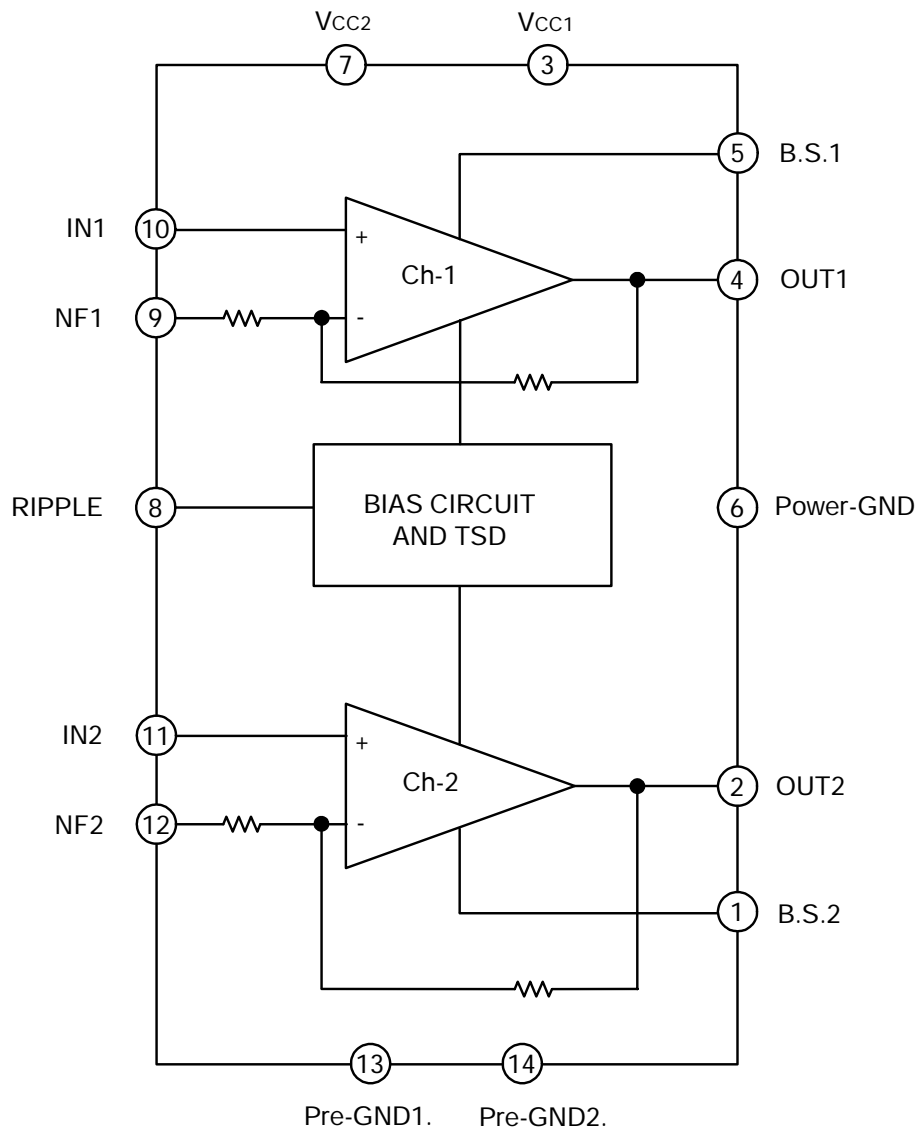 VCC2 VCC1
7 3
5 B.S.1
IN1 10
+
Ch-1
4 OUT1
NF1 9
-
RIPPLE 8
BIAS CIRCUIT
AND TSD
6 Power-GND
IN2 11
+
Ch-2
2 OUT2
NF2 12
-
1 B.S.2
13 14
Pre-GND1. Pre-GND2.